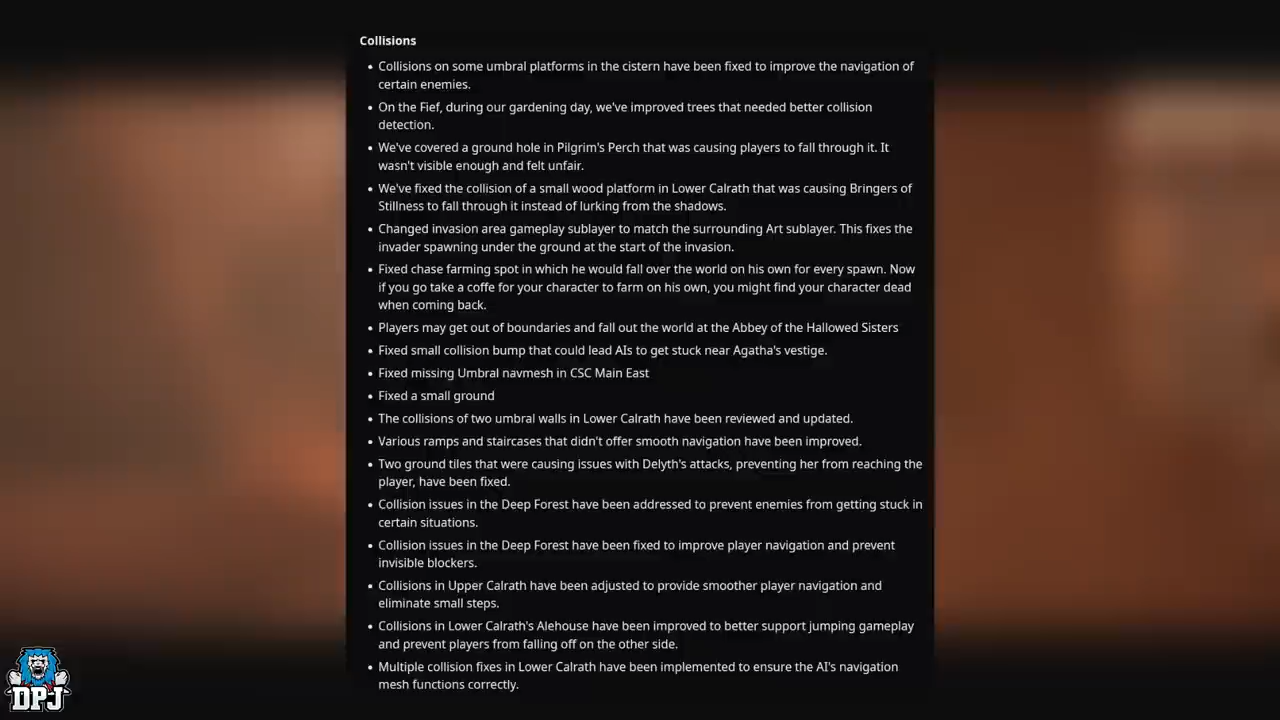 Collisions
• Collisions on some umbral platforms in the cistern have been fixed to improve the navigation of
certain enemies.
• On the Fief, during our gardening day, we've improved trees that needed better collision
detection.
• We've covered a ground hole in Pilgrim's Perch that was causing players to fall through it. It
wasn't visible enough and felt unfair.
• We've fixed the collision of a small wood platform in Lower Calrath that was causing Bringers of
Stillness to fall through it instead of lurking from the shadows.
• Changed invasion area gameplay sublayer to match the surrounding Art sublayer. This fixes the
invader spawning under the ground at the start of the invasion.
• Fixed chase farming spot in which he would fall over the world on his own for every spawn. Now
if you go take a coffe for your character to farm on his own, you might find your character dead
when coming back.
• Players may get out of boundaries and fall out the world at the Abbey of the Hallowed Sisters
• Fixed small collision bump that could lead AIs to get stuck near Agatha's vestige.
• Fixed missing Umbral navmesh in CSC Main East
• Fixed a small ground
• The collisions of two umbral walls in Lower Calrath have been reviewed and updated.
• Various ramps and staircases that didn't offer smooth navigation have been improved.
• Two ground tiles that were causing issues with Delyth's attacks, preventing her from reaching the
player, have been fixed.
• Collision issues in the Deep Forest have been addressed to prevent enemies from getting stuck in
certain situations.
• Collision issues in the Deep Forest have been fixed to improve player navigation and prevent
invisible blockers.
• Collisions in Upper Calrath have been adjusted to provide smoother player navigation and
eliminate small steps.
• Collisions in Lower Calrath's Alehouse have been improved to better support jumping gameplay
and prevent players from falling off on the other side.
• Multiple collision fixes in Lower Calrath have been implemented to ensure the AI's navigation
mesh functions correctly.
DPJ